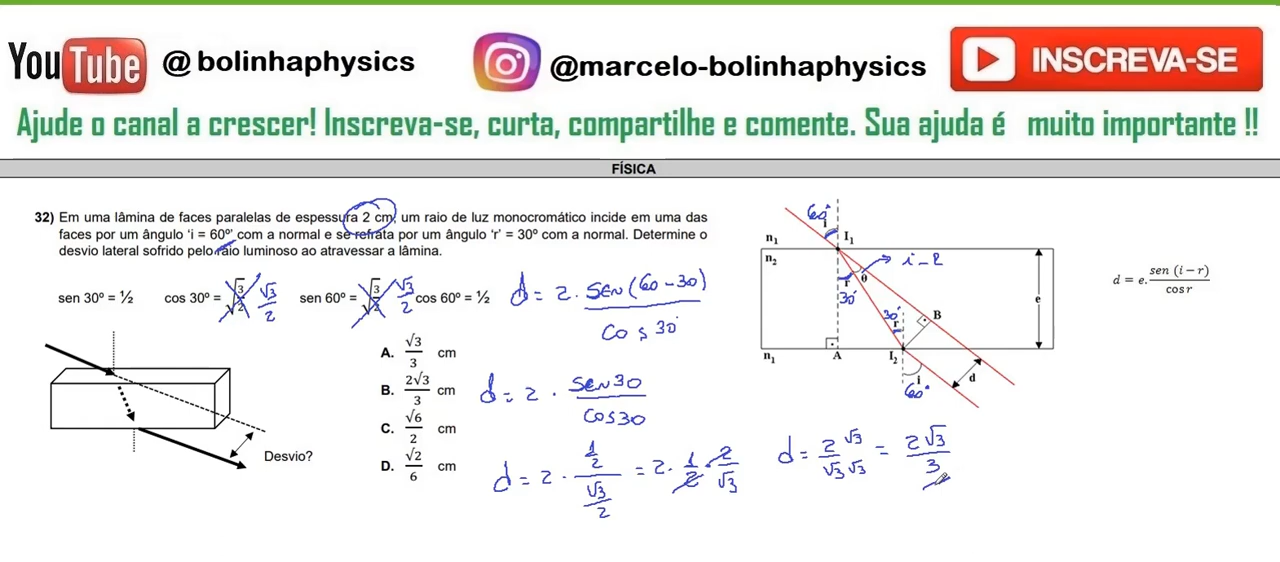 YouTube @bolinhaphysics @marcelo-bolinhaphysics INSCREVA-SE
Ajude o canal a crescer! Inscreva-se, curta, compartilhe e comente. Sua ajuda é muito importante !!
FÍSICA
32) Em uma lâmina de faces paralelas de espessura 2 cm, um raio de luz monocromático incide em uma das
faces por um ângulo ‘i = 60º’ com a normal e se refrata por um ângulo ‘r’ = 30º com a normal. Determine o
desvio lateral sofrido pelo raio luminoso ao atravessar a lâmina.
sen 30º = ½ cos 30º = √3/√2 √3/2 sen 60º = √3/√2 √3/2 cos 60º = ½
d = 2 . SEN (60 - 30) / COS 30°
A. √3/3 cm
B. 2√3/3 cm
C. √6/2 cm
D. √2/6 cm
Desvio?
d = 2 . SEN30 / COS30
d = 2 . 1/2 / √3/2 = 2 . 1/2 . 2/√3
d = 2 √3 / √3 √3 = 2√3/3
60°
i
n1 I1
n2
i - R
r θ
30°
30° B
r
e
n1 A I2
i d
60°
d = e. sen (i − r) / cos r